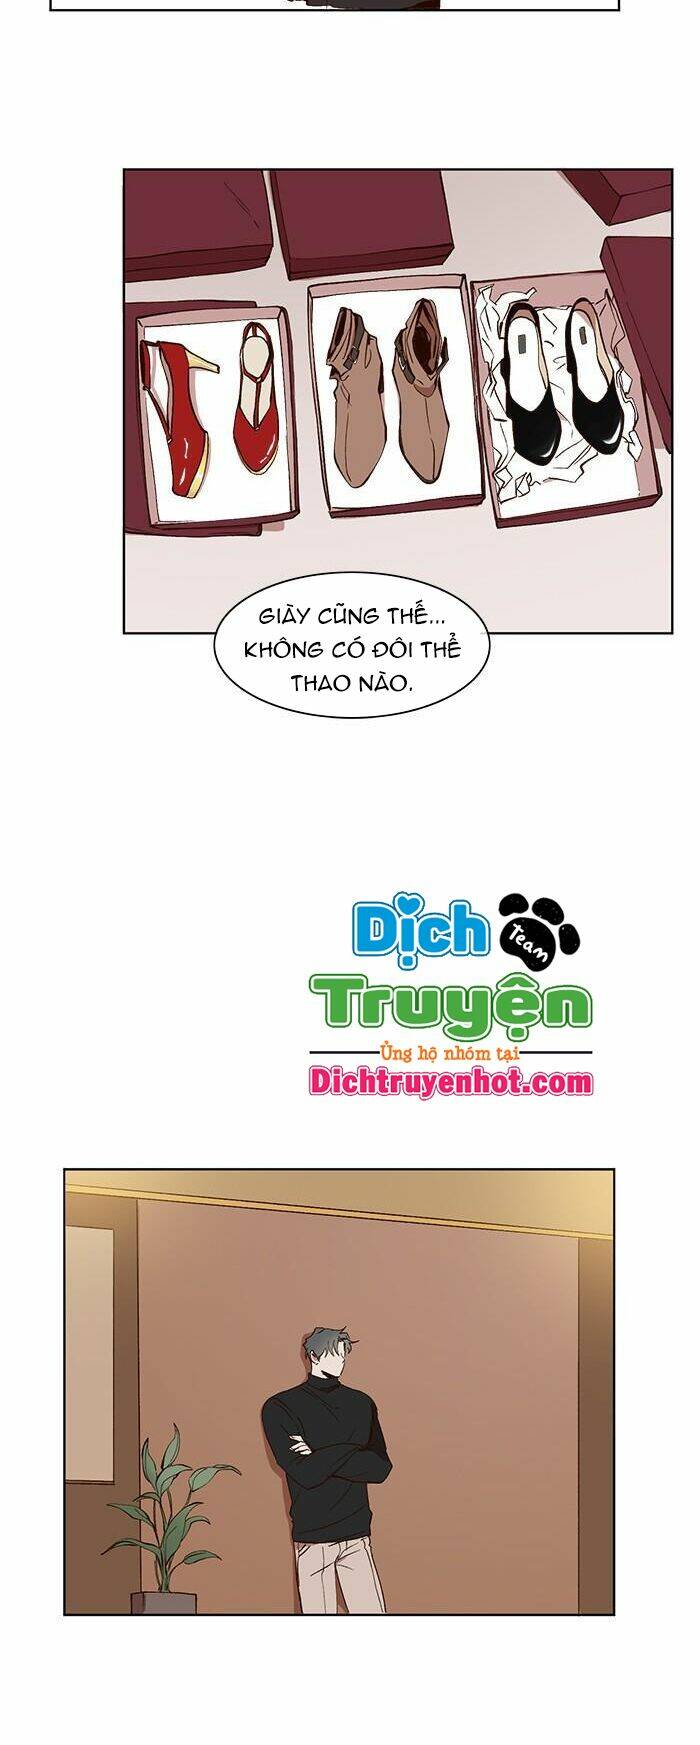 GIÀY CŨNG THẾ...
KHÔNG CÓ ĐÔI THỂ
THAO NÀO.
Dịch
Team
Truyện
Ủng hộ nhóm tại
Dichtruyenhot.com